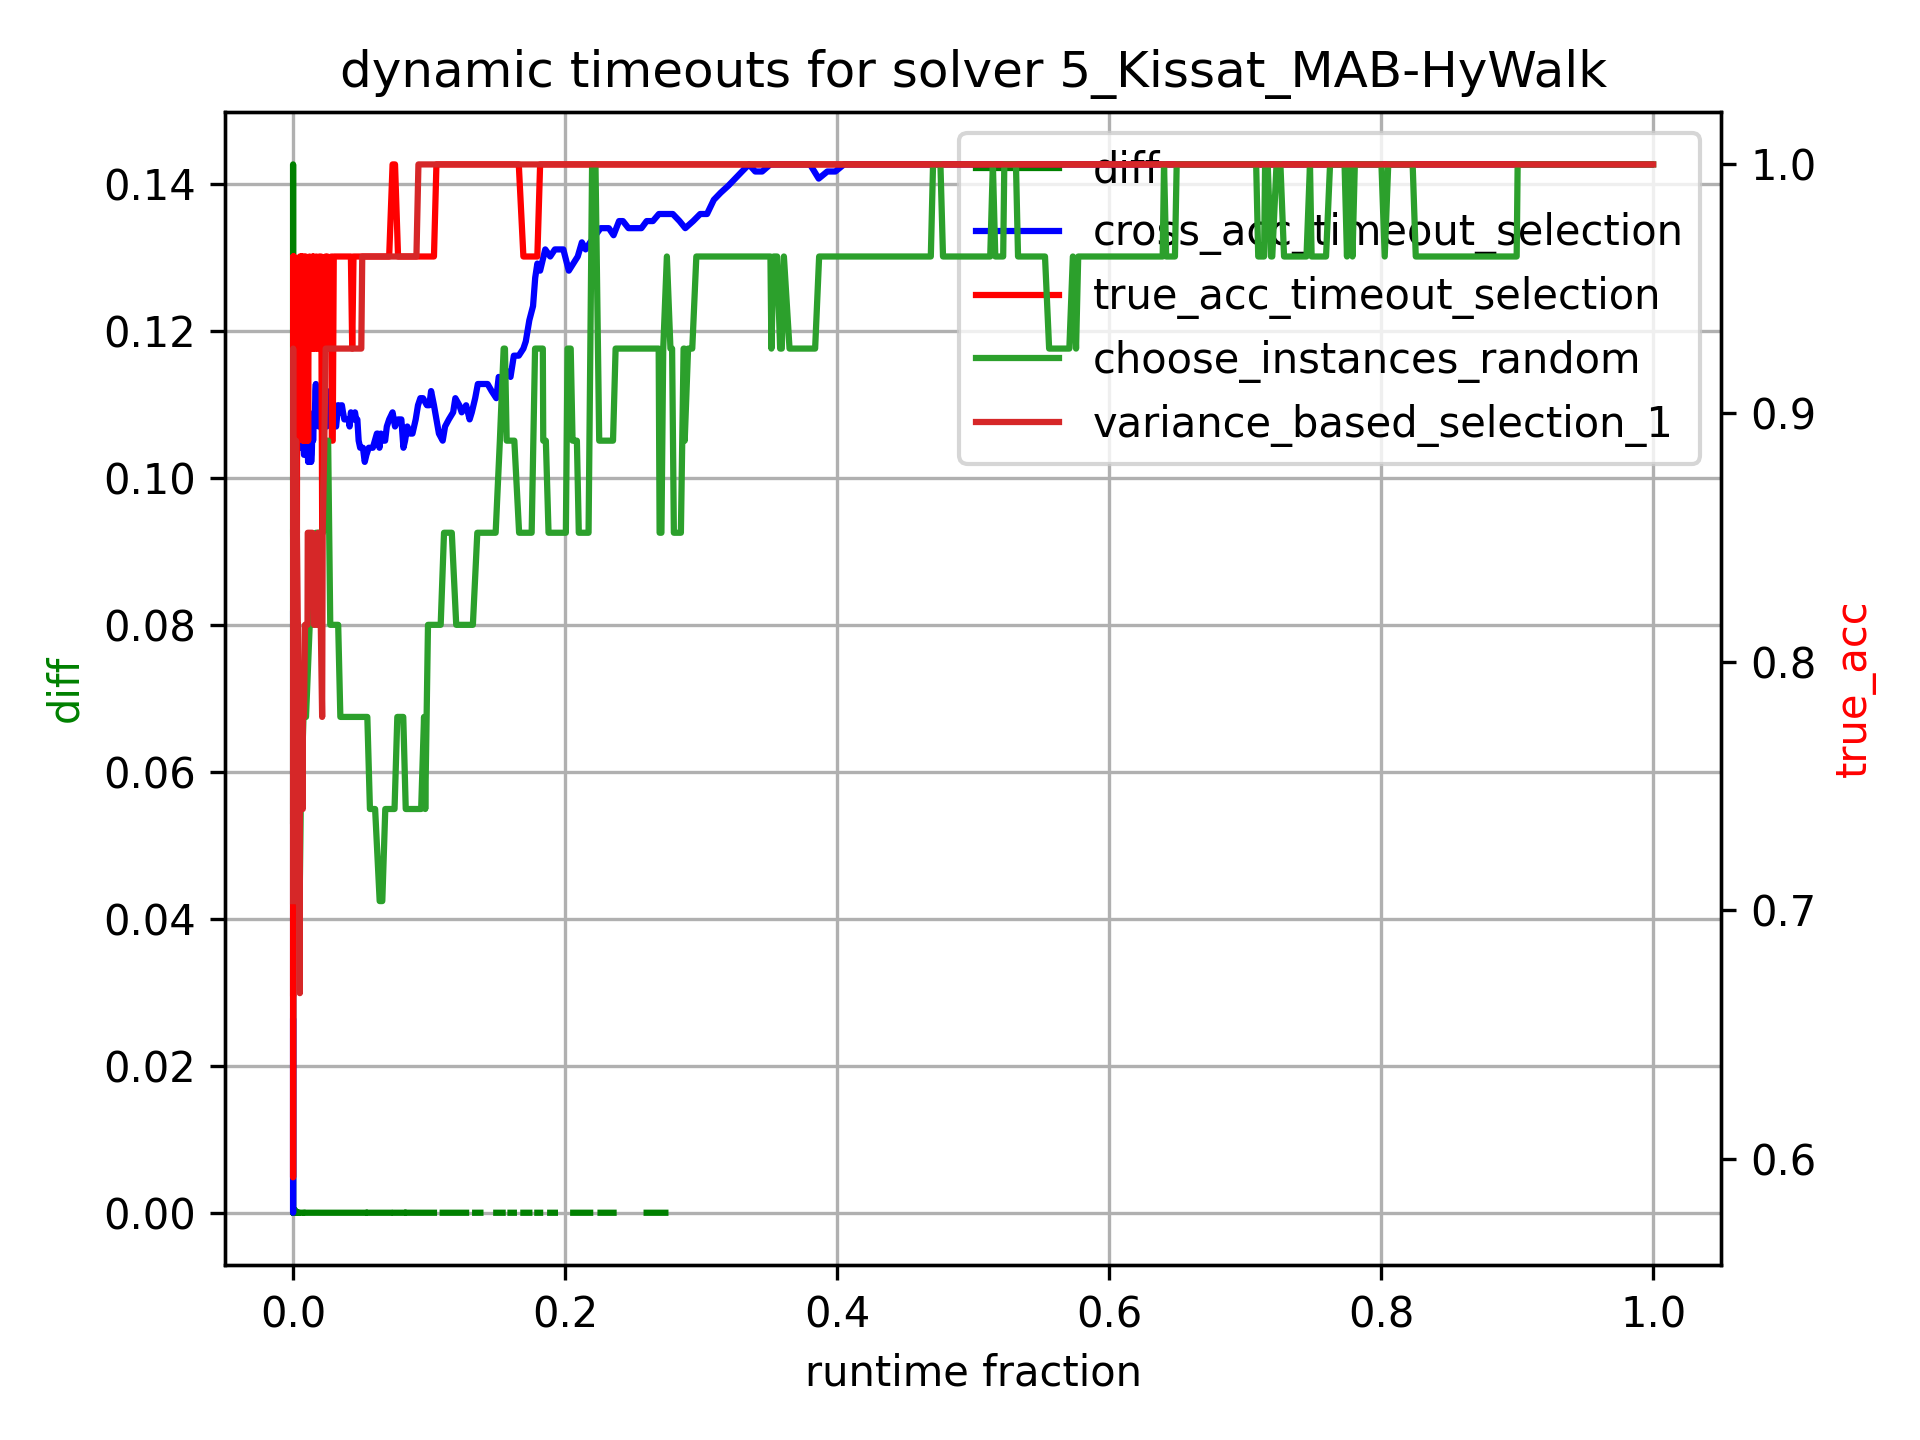 dynamic timeouts for solver 5_Kissat_MAB-HyWalk
diff
cross_acc_timeout_selection
true_acc_timeout_selection
choose_instances_random
variance_based_selection_1
0.14
0.12
0.10
0.08
0.06
0.04
0.02
0.00
diff
1.0
0.9
0.8
0.7
0.6
true_acc
0.0 0.2 0.4 0.6 0.8 1.0
runtime fraction